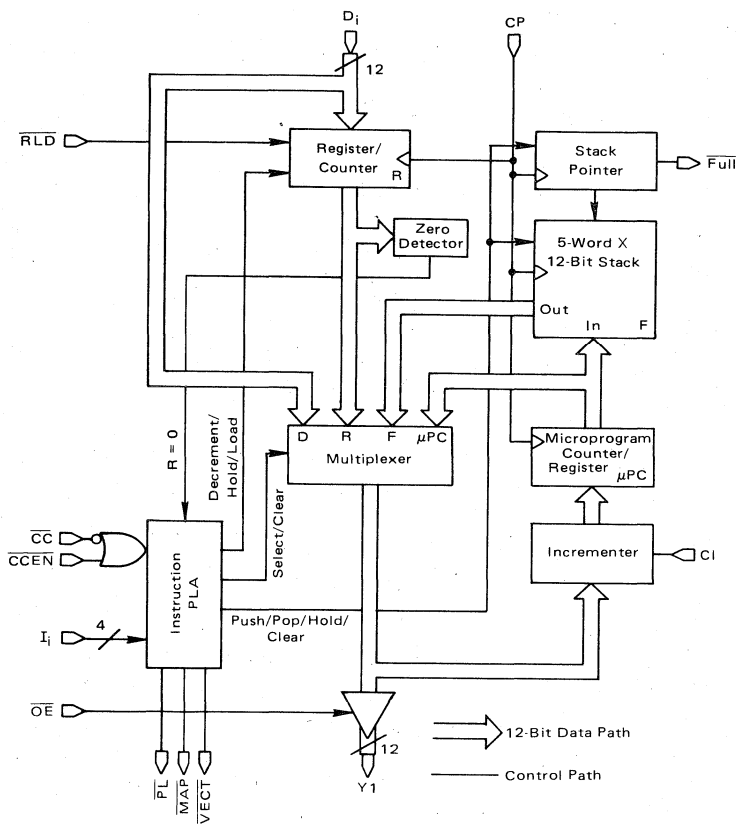 Di
CP
12
RLD
Register/
Counter
R
Stack
Pointer
Full
Zero
Detector
5-Word X
12-Bit Stack
Out
In
F
R = 0
Decrement/
Hold/Load
D
R
F
μPC
Multiplexer
Select/Clear
Microprogram
Counter/
Register
μPC
CC
CCEN
Instruction
PLA
Incrementer
CI
Push/Pop/Hold/
Clear
Ii
4
OE
12-Bit Data Path
12
Control Path
PL
MAP
VECT
Y1